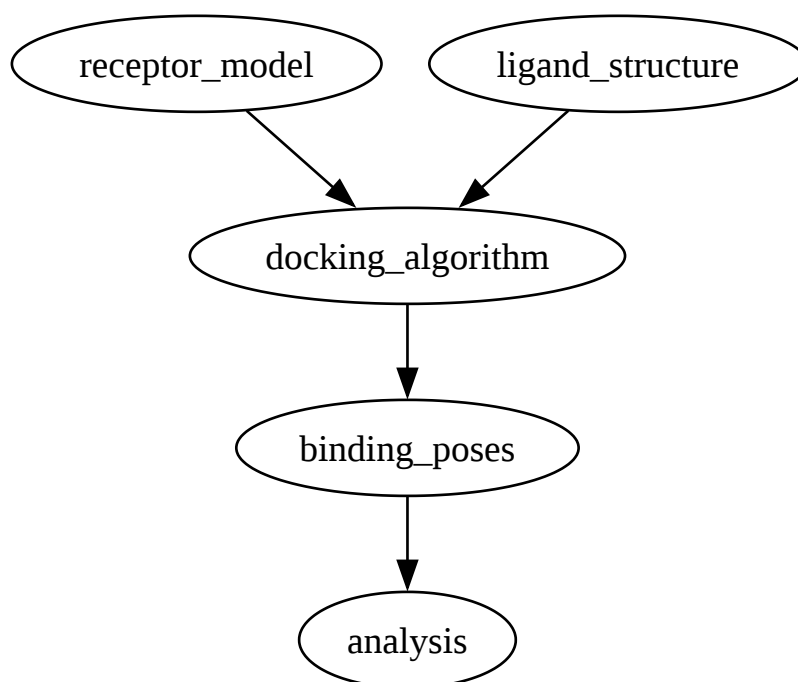 receptor_model
ligand_structure
docking_algorithm
binding_poses
analysis